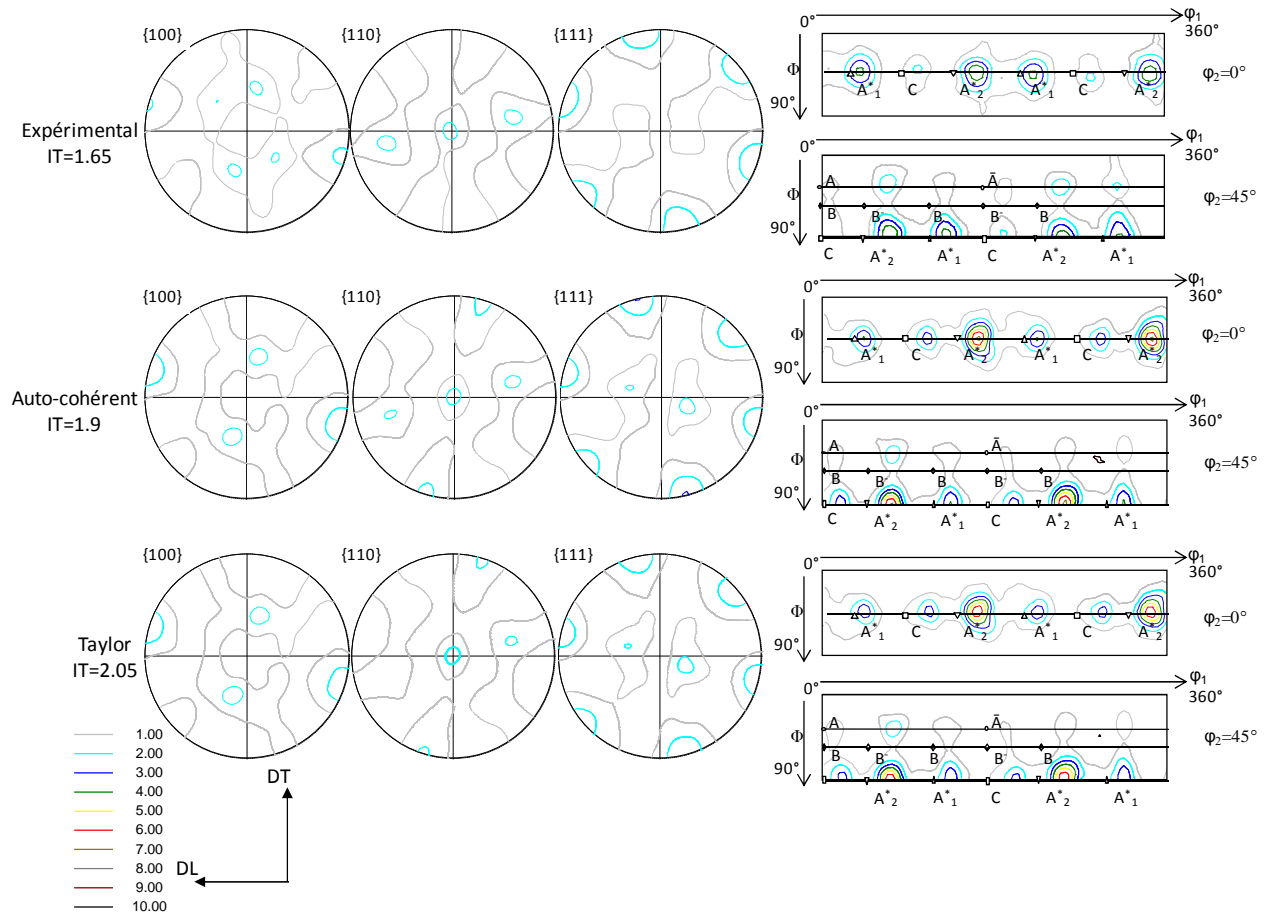 {100} {110} {111}
Expérimental
IT=1.65
φ1
0° 360°
Φ
90°
φ2=0°
A*1 C A*2 A*1 C A*2
φ1
0° 360°
Φ
90°
φ2=45°
A Ā
B B- B B- B
C A*2 A*1 C A*2 A*1
{100} {110} {111}
Auto-cohérent
IT=1.9
φ1
0° 360°
Φ
90°
φ2=0°
A*1 C A*2 A*1 C A*2
φ1
0° 360°
Φ
90°
φ2=45°
A Ā
B B- B B- B
C A*2 A*1 C A*2 A*1
{100} {110} {111}
Taylor
IT=2.05
φ1
0° 360°
Φ
90°
φ2=0°
A*1 C A*2 A*1 C A*2
φ1
0° 360°
Φ
90°
φ2=45°
A Ā
B B- B B- B
A*2 A*1 C A*2 A*1
1.00
2.00
3.00
4.00
5.00
6.00
7.00
8.00
9.00
10.00
DT
DL